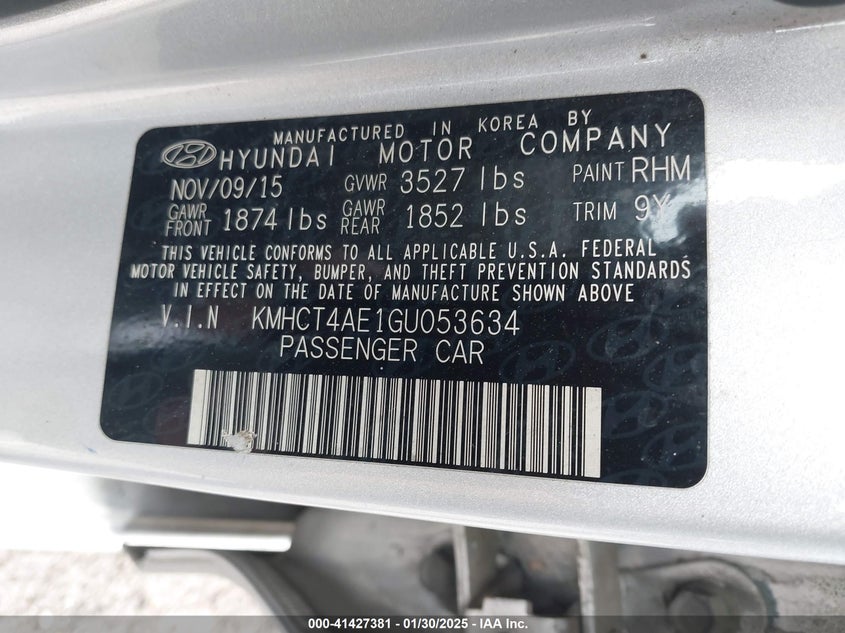 MANUFACTURED IN KOREA BY
HYUNDAI MOTOR COMPANY
NOV/09/15 GVWR 3527 lbs PAINT RHM
GAWR FRONT 1874 lbs GAWR REAR 1852 lbs TRIM 9Y
THIS VEHICLE CONFORMS TO ALL APPLICABLE U.S.A. FEDERAL
MOTOR VEHICLE SAFETY, BUMPER, AND THEFT PREVENTION STANDARDS
IN EFFECT ON THE DATE OF MANUFACTURE SHOWN ABOVE
V.I.N KMHCT4AE1GU053634
PASSENGER CAR
000-41427381 - 01/30/2025 - IAA Inc.